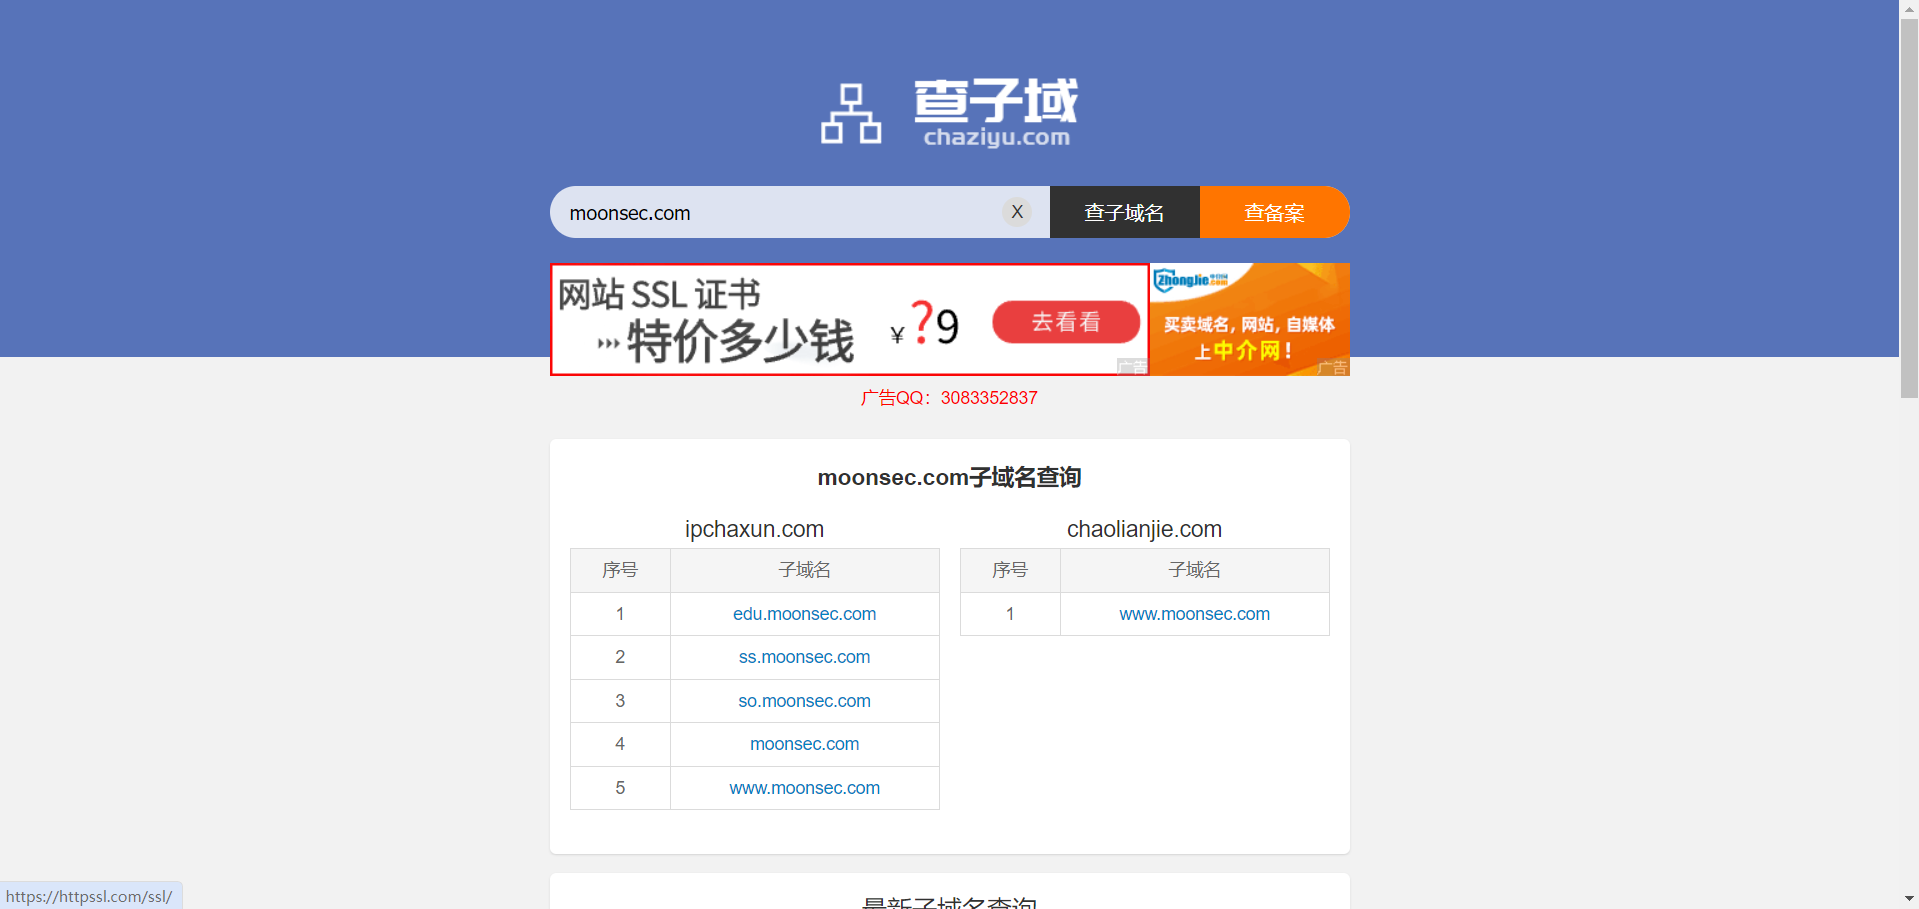 查子域
chaziyu.com
moonsec.com
X
查子域名
查备案
网站 SSL 证书
特价多少钱
¥ ?9
去看看
广告
ZhongJie.com
买卖域名，网站，自媒体
上中介网！
广告
广告QQ：3083352837
moonsec.com子域名查询
ipchaxun.com
序号 子域名
1 edu.moonsec.com
2 ss.moonsec.com
3 so.moonsec.com
4 moonsec.com
5 www.moonsec.com
chaolianjie.com
序号 子域名
1 www.moonsec.com
最新子域名查询
https://httpssl.com/ssl/